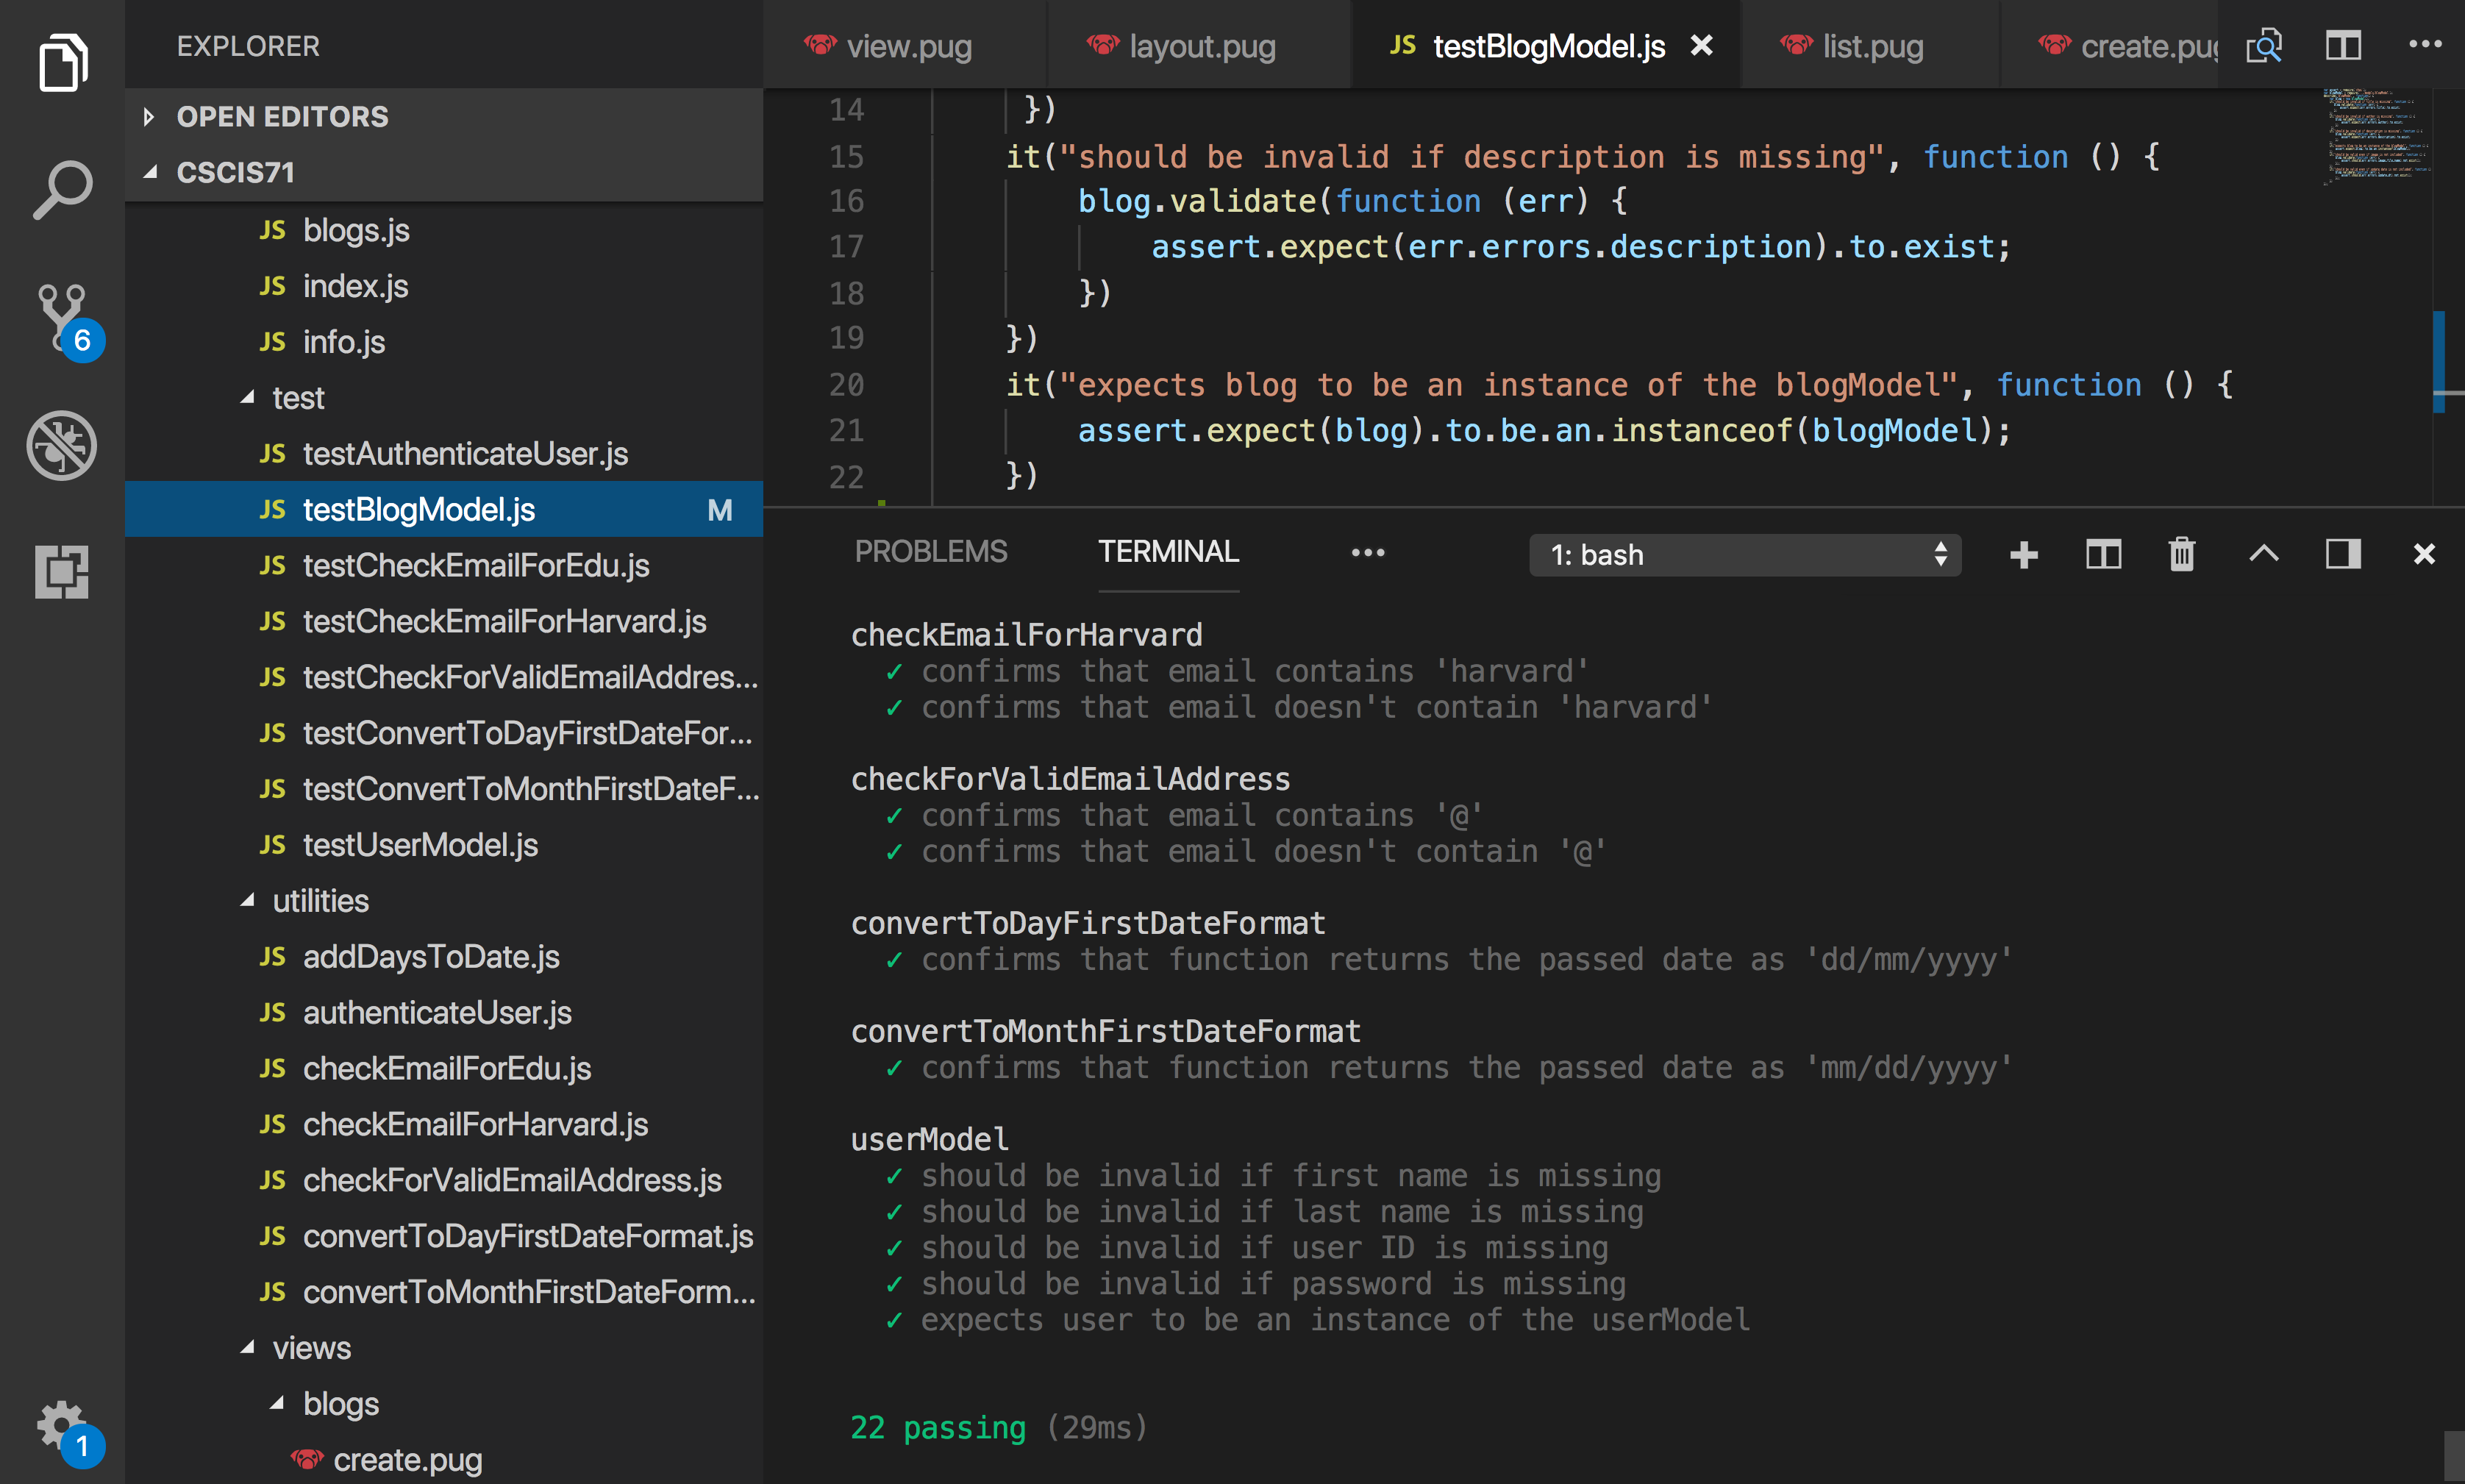 EXPLORER
OPEN EDITORS
CSCIS71
JS blogs.js
JS index.js
JS info.js
test
JS testAuthenticateUser.js
JS testBlogModel.js M
JS testCheckEmailForEdu.js
JS testCheckEmailForHarvard.js
JS testCheckForValidEmailAddres...
JS testConvertToDayFirstDateFor...
JS testConvertToMonthFirstDateF...
JS testUserModel.js
utilities
JS addDaysToDate.js
JS authenticateUser.js
JS checkEmailForEdu.js
JS checkEmailForHarvard.js
JS checkForValidEmailAddress.js
JS convertToDayFirstDateFormat.js
JS convertToMonthFirstDateForm...
views
blogs
create.pug
6
1
view.pug layout.pug JS testBlogModel.js list.pug create.pug
14 })
15 it("should be invalid if description is missing", function () {
16 blog.validate(function (err) {
17 assert.expect(err.errors.description).to.exist;
18 })
19 })
20 it("expects blog to be an instance of the blogModel", function () {
21 assert.expect(blog).to.be.an.instanceof(blogModel);
22 })
PROBLEMS TERMINAL ••• 1: bash
checkEmailForHarvard
✓ confirms that email contains 'harvard'
✓ confirms that email doesn't contain 'harvard'
checkForValidEmailAddress
✓ confirms that email contains '@'
✓ confirms that email doesn't contain '@'
convertToDayFirstDateFormat
✓ confirms that function returns the passed date as 'dd/mm/yyyy'
convertToMonthFirstDateFormat
✓ confirms that function returns the passed date as 'mm/dd/yyyy'
userModel
✓ should be invalid if first name is missing
✓ should be invalid if last name is missing
✓ should be invalid if user ID is missing
✓ should be invalid if password is missing
✓ expects user to be an instance of the userModel
22 passing (29ms)